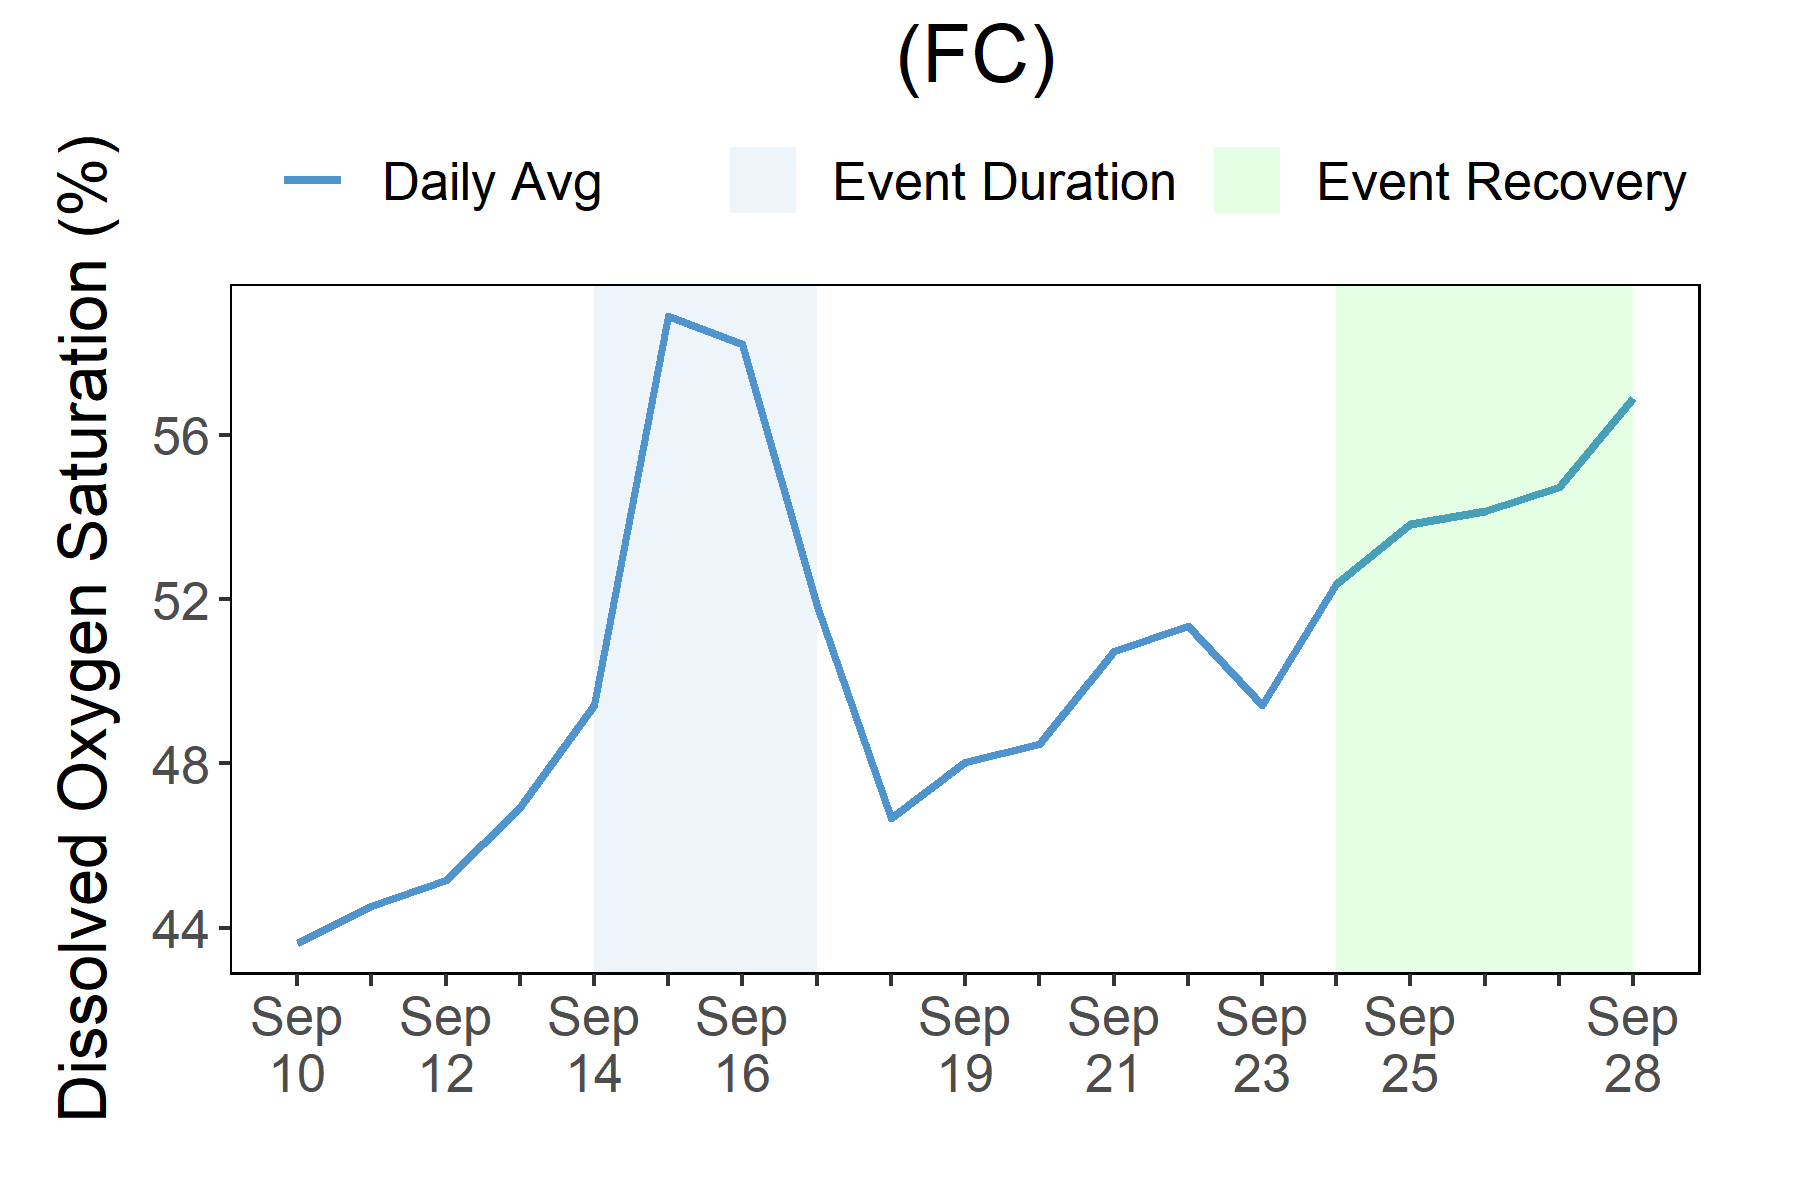 (FC)
Daily Avg
Event Duration
Event Recovery
Dissolved Oxygen Saturation (%)
56
52
48
44
Sep 10
Sep 12
Sep 14
Sep 16
Sep 19
Sep 21
Sep 23
Sep 25
Sep 28